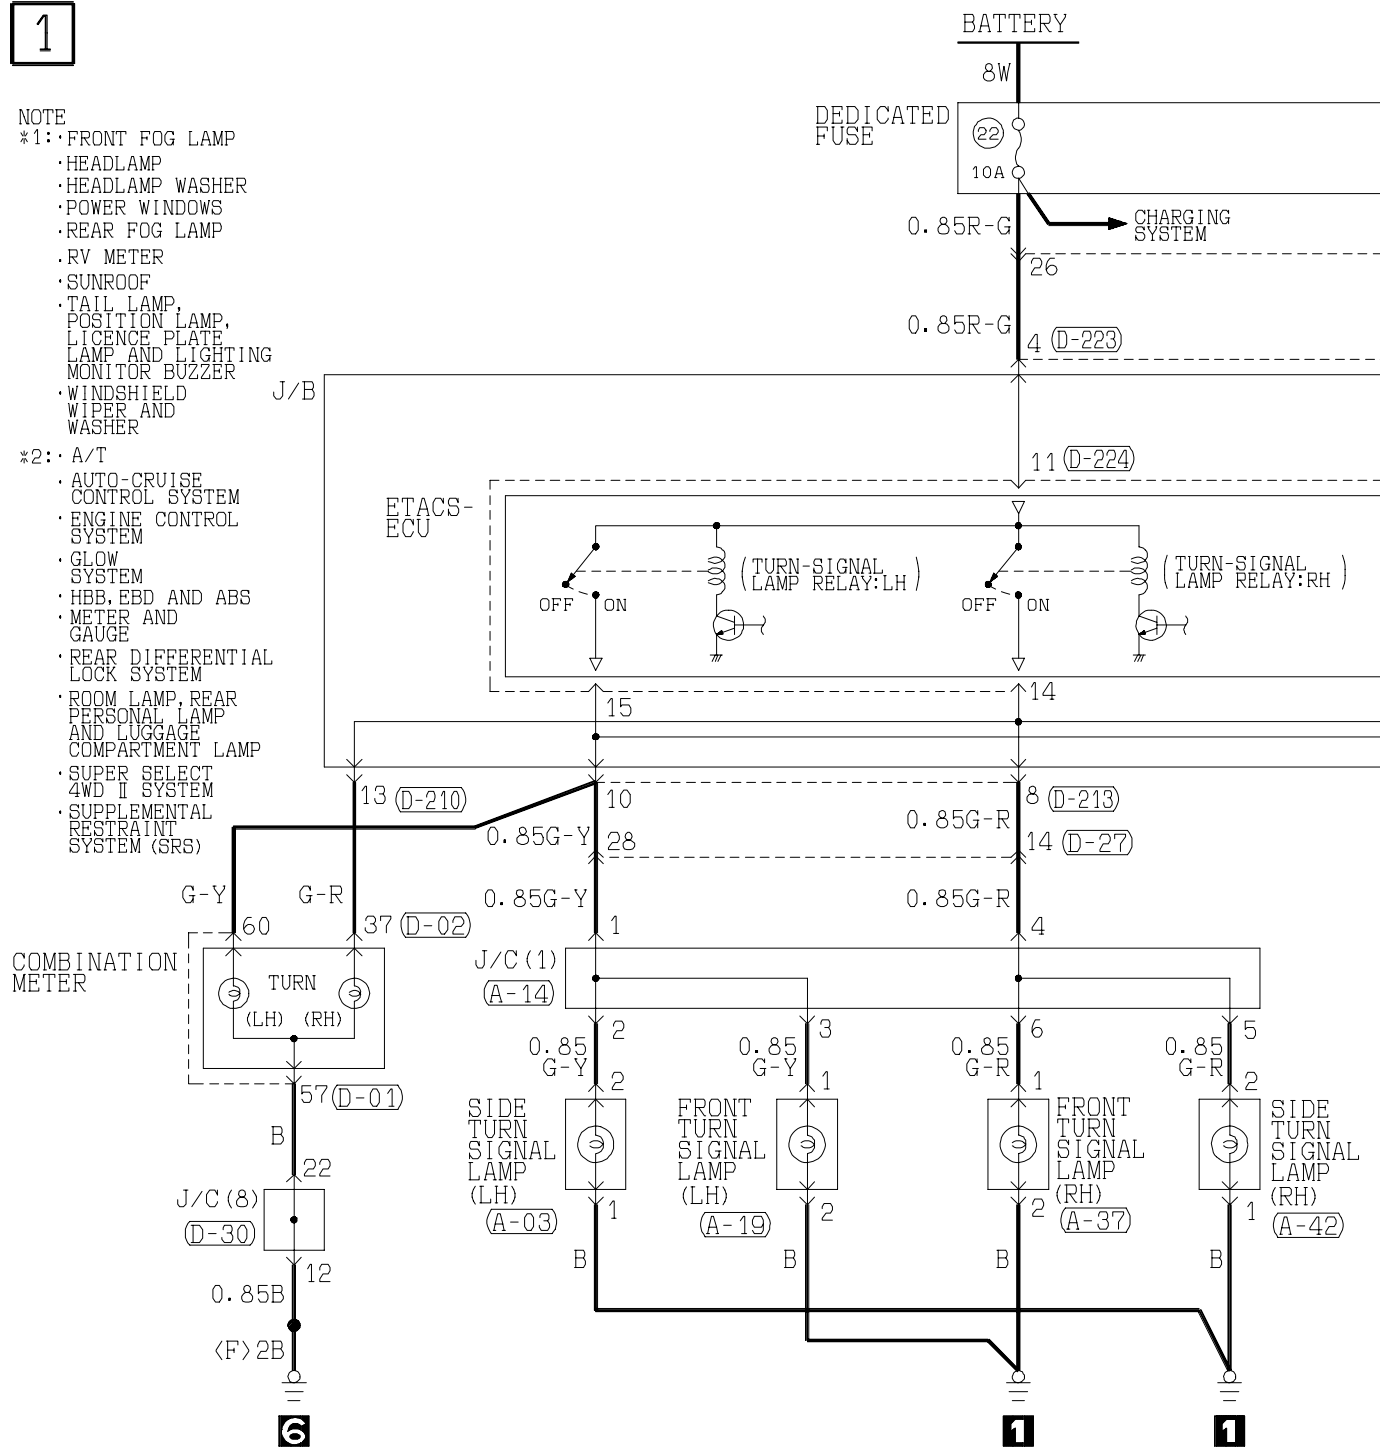 1
BATTERY
8W
DEDICATED
FUSE
22
10A
NOTE
*1:·FRONT FOG LAMP
·HEADLAMP
·HEADLAMP WASHER
·POWER WINDOWS
·REAR FOG LAMP
·RV METER
·SUNROOF
·TAIL LAMP,
POSITION LAMP,
LICENCE PLATE
LAMP AND LIGHTING
MONITOR BUZZER
·WINDSHIELD
WIPER AND
WASHER
*2:·A/T
·AUTO-CRUISE
CONTROL SYSTEM
·ENGINE CONTROL
SYSTEM
·GLOW
SYSTEM
·HBB,EBD AND ABS
·METER AND
GAUGE
·REAR DIFFERENTIAL
LOCK SYSTEM
·ROOM LAMP,REAR
PERSONAL LAMP
AND LUGGAGE
COMPARTMENT LAMP
·SUPER SELECT
4WD Ⅱ SYSTEM
·SUPPLEMENTAL
RESTRAINT
SYSTEM(SRS)
0.85R-G
CHARGING
SYSTEM
26
0.85R-G
4 (D-223)
J/B
11 (D-224)
ETACS-
ECU
(TURN-SIGNAL
LAMP RELAY:LH)
(TURN-SIGNAL
LAMP RELAY:RH)
OFF ON
OFF ON
15
14
13 (D-210)
10
8 (D-213)
0.85G-Y
28
0.85G-R
14 (D-27)
G-Y
G-R
0.85G-Y
0.85G-R
60
37 (D-02)
1
4
COMBINATION
METER
TURN
(LH) (RH)
J/C(1)
(A-14)
2
3
6
5
0.85
G-Y
0.85
G-Y
0.85
G-R
0.85
G-R
2
1
1
2
57 (D-01)
B
SIDE
TURN
SIGNAL
LAMP
(LH)
(A-03)
FRONT
TURN
SIGNAL
LAMP
(LH)
(A-19)
FRONT
TURN
SIGNAL
LAMP
(RH)
(A-37)
SIDE
TURN
SIGNAL
LAMP
(RH)
(A-42)
22
J/C(8)
(D-30)
1
2
2
1
B
B
B
B
12
0.85B
〈F〉2B
6
1
1